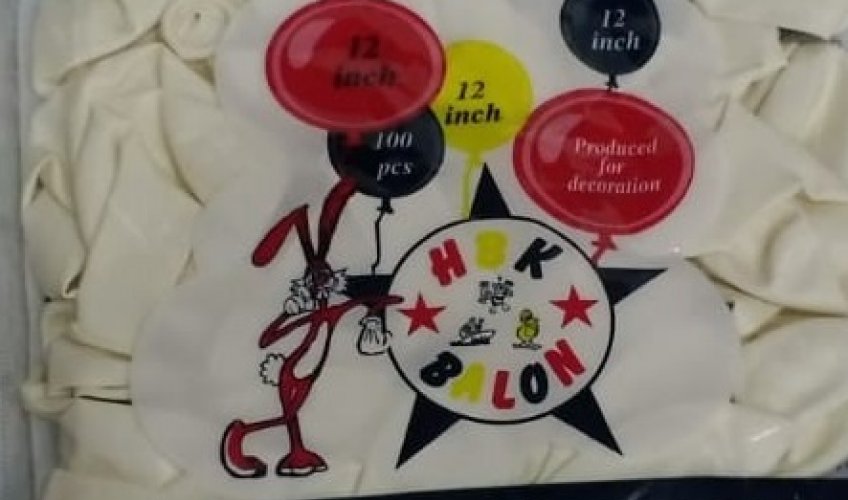 12
inch
12
inch
12
inch
100
pcs
Produced
for
decoration
HBK
BALON